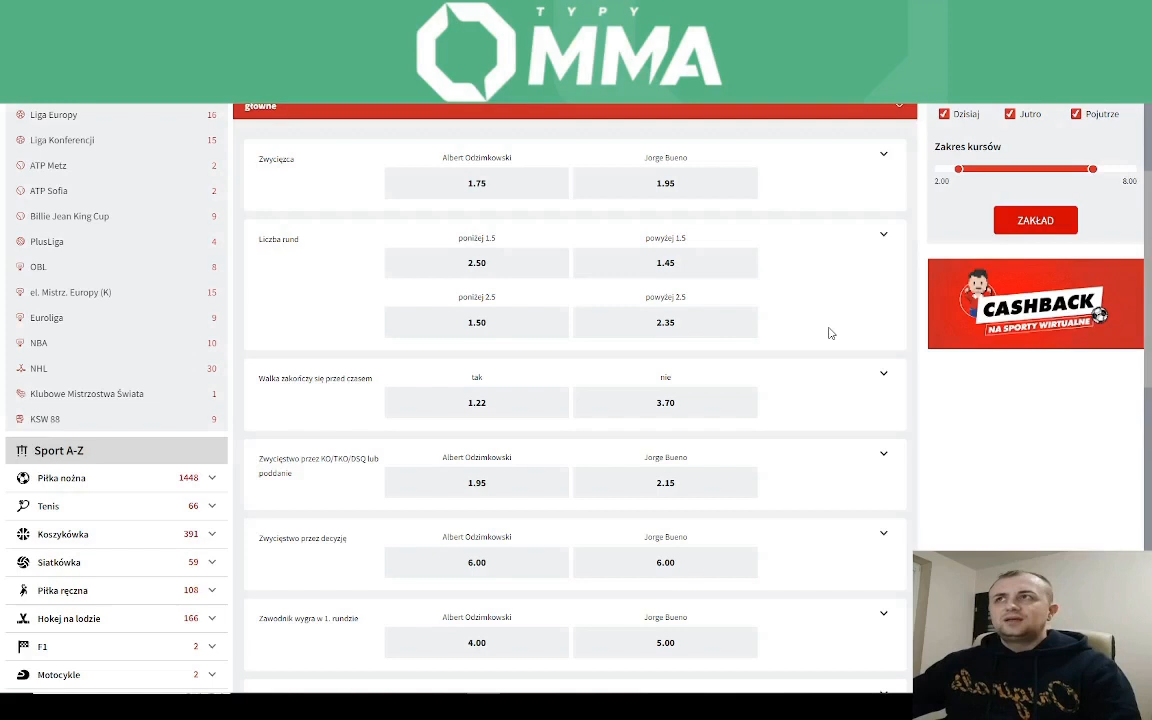 TYPY
MMA
Liga Europy 16
Liga Konferencji 15
ATP Metz 2
ATP Sofia 2
Billie Jean King Cup 9
PlusLiga 4
OBL 8
el. Mistrz. Europy (K) 15
Euroliga 9
NBA 10
NHL 30
Klubowe Mistrzostwa Świata 1
KSW 88 9
Sport A-Z
Piłka nożna 1448
Tenis 66
Koszykówka 391
Siatkówka 59
Piłka ręczna 108
Hokej na lodzie 166
F1 2
Motocykle 2
główne
Albert Odzimkowski Jorge Bueno
Zwycięzca
1.75 1.95
poniżej 1.5 powyżej 1.5
Liczba rund
2.50 1.45
poniżej 2.5 powyżej 2.5
1.50 2.35
tak nie
Walka zakończy się przed czasem
1.22 3.70
Albert Odzimkowski Jorge Bueno
Zwycięstwo przez KO/TKO/DSQ lub
poddanie
1.95 2.15
Albert Odzimkowski Jorge Bueno
Zwycięstwo przez decyzję
6.00 6.00
Albert Odzimkowski Jorge Bueno
Zawodnik wygra w 1. rundzie
4.00 5.00
Dzisiaj Jutro Pojutrze
Zakres kursów
2.00 8.00
ZAKŁAD
CASHBACK
NA SPORTY WIRTUALNE